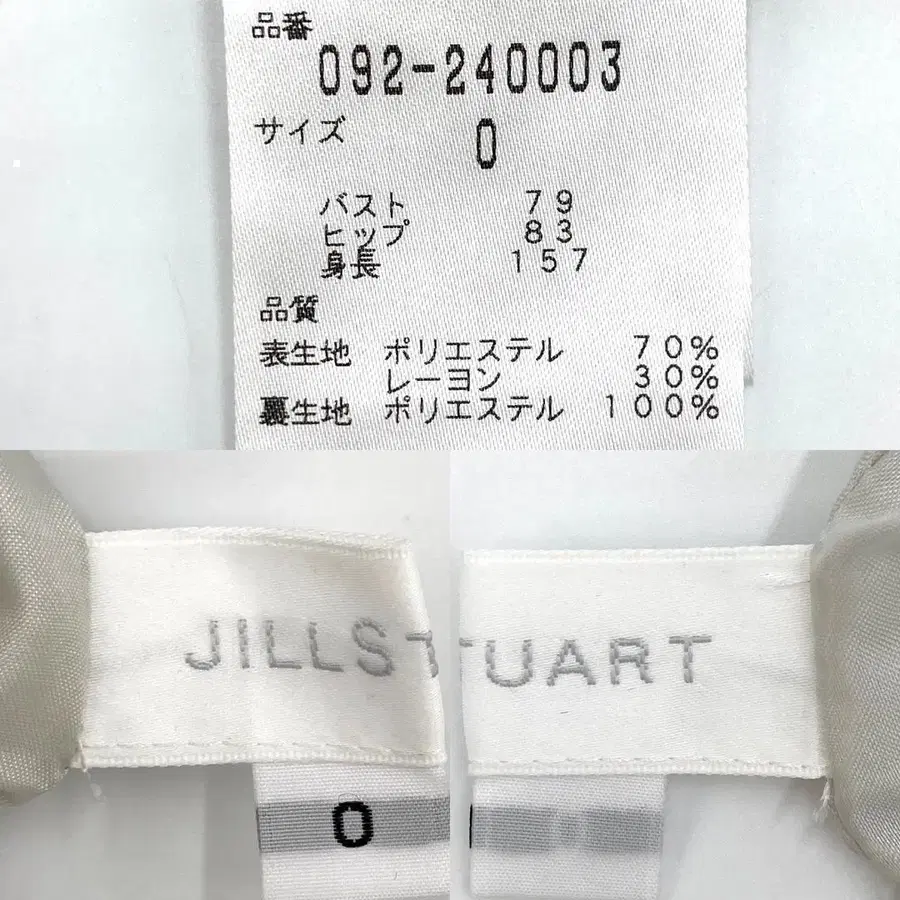 品番
092-240003
サイズ 0
バスト 79
ヒップ 83
身長 157
品質
表生地 ポリエステル 70%
レーヨン 30%
裏生地 ポリエステル 100%
JILLST
TUART
0